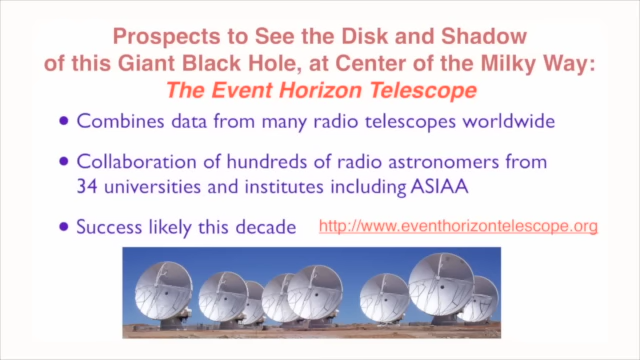 Prospects to See the Disk and Shadow
of this Giant Black Hole, at Center of the Milky Way:
The Event Horizon Telescope
• Combines data from many radio telescopes worldwide
• Collaboration of hundreds of radio astronomers from
34 universities and institutes including ASIAA
• Success likely this decade http://www.eventhorizontelescope.org